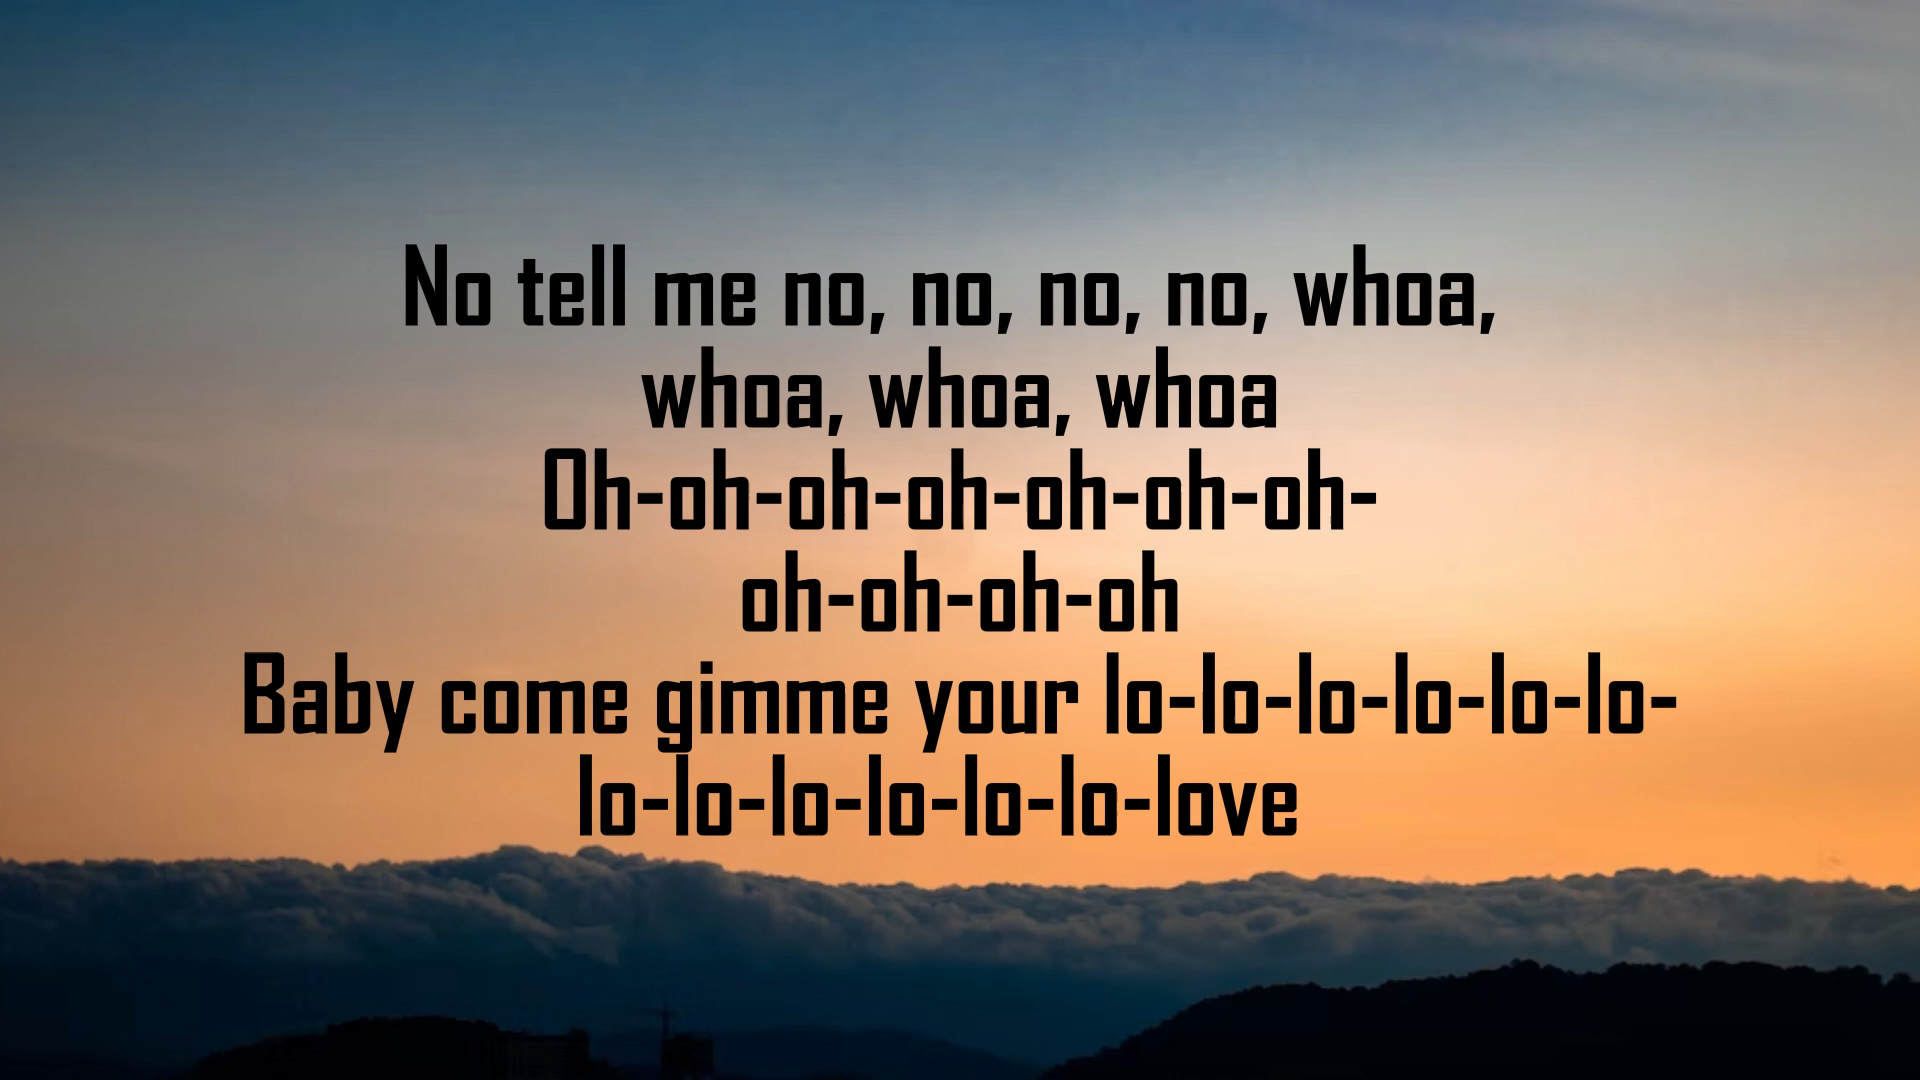 No tell me no, no, no, no, whoa,
whoa, whoa, whoa
Oh-oh-oh-oh-oh-oh-oh-
oh-oh-oh-oh
Baby come gimme your lo-lo-lo-lo-lo-lo-
lo-lo-lo-lo-lo-lo-love